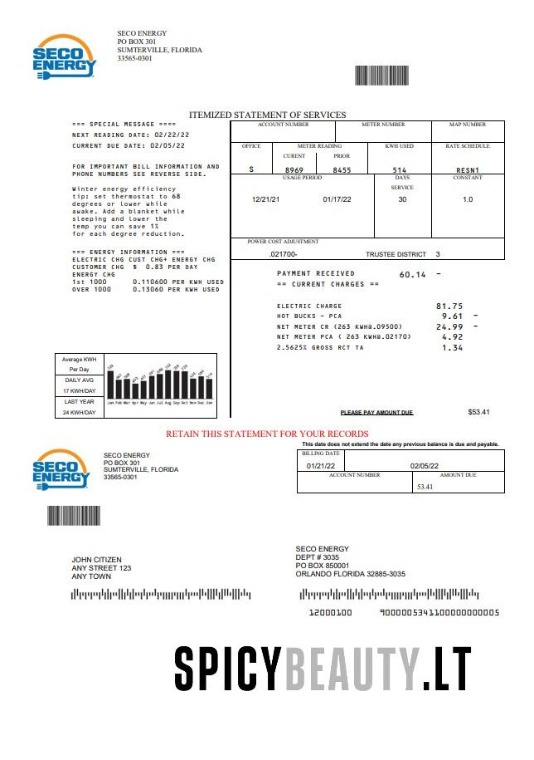 SECO ENERGY
PO BOX 301
SUMTERVILLE, FLORIDA
33565-0301
SECO
ENERGY
ITEMIZED STATEMENT OF SERVICES
=== SPECIAL MESSAGE ====
NEXT READING DATE: 02/22/22
CURRENT DUE DATE: 02/05/22
FOR IMPORTANT BILL INFORMATION AND
PHONE NUMBERS SEE REVERSE SIDE.
Winter energy efficiency
tip: set thermostat to 68
degrees or lower while
awake. Add a blanket while
sleeping and lower the
temp you can save 1%
for each degree reduction.
=== ENERGY INFORMATION ===
ELECTRIC CHG CUST CHG+ ENERGY CHG
CUSTOMER CHG $ 0.83 PER DAY
ENERGY CHG
1st 1000 0.110600 PER KWH USED
OVER 1000 0.13060 PER KWH USED
ACCOUNT NUMBER METER NUMBER MAP NUMBER
OFFICE METER READING KWH USED RATE SCHEDULE
CURENT PRIOR
S 8969 8455 514 RESN1
USAGE PERIOD DAYS CONSTANT
SERVICE
12/21/21 01/17/22 30 1.0
POWER COST ADJUSTMENT
.021700- TRUSTEE DISTRICT 3
PAYMENT RECEIVED 60.14 -
== CURRENT CHARGES ==
ELECTRIC CHARGE 81.75
HOT BUCKS - PCA 9.61 -
NET METER CR (263 KWH@.09500) 24.99 -
NET METER PCA ( 263 KWH@.02170) 4.92
2.5625% GROSS RCT TA 1.34
Average KWH
Per Day
DAILY AVG
17 KWH/DAY
LAST YEAR
24 KWH/DAY
Jan Feb Mar Apr May Jun Jul Aug Sep Oct Nov Dec Jan
PLEASE PAY AMOUNT DUE $53.41
RETAIN THIS STATEMENT FOR YOUR RECORDS
This date does not extend the date any previous balance is due and payable.
SECO
ENERGY
SECO ENERGY
PO BOX 301
SUMTERVILLE, FLORIDA
33565-0301
BILLING DATE
01/21/22 02/05/22
ACCOUNT NUMBER AMOUNT DUE
53.41
JOHN CITIZEN
ANY STREET 123
ANY TOWN
SECO ENERGY
DEPT # 3035
PO BOX 850001
ORLANDO FLORIDA 32885-3035
12000100 9000005341100000000005
SPICYBEAUTY.LT